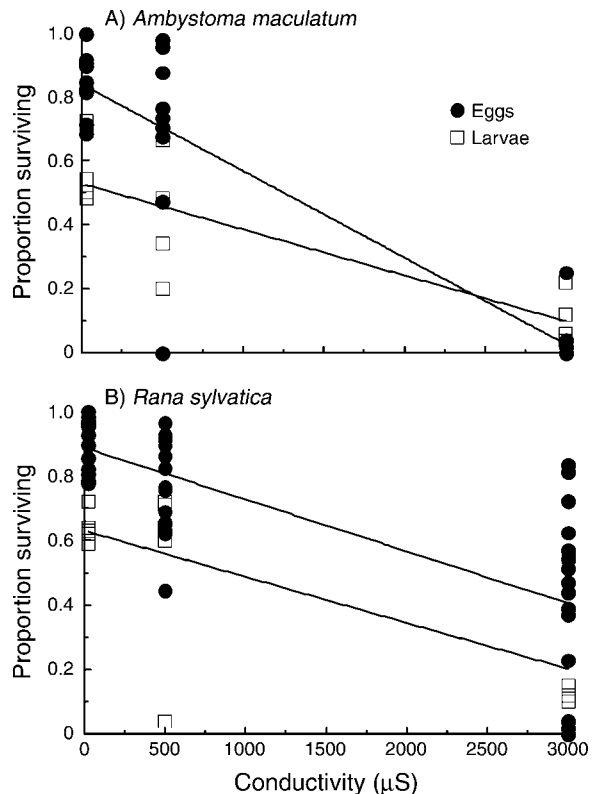 A) Ambystoma maculatum
1.0
0.8
0.6
0.4
0.2
0
Proportion surviving
Eggs
Larvae
B) Rana sylvatica
1.0
0.8
0.6
0.4
0.2
0
Proportion surviving
0 500 1000 1500 2000 2500 3000
Conductivity (μS)